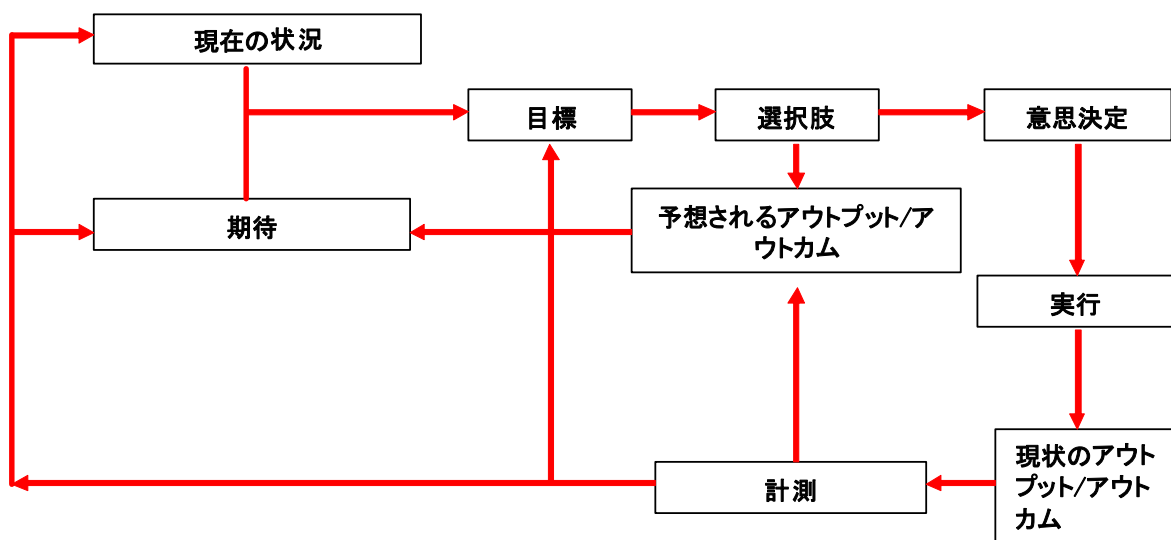 現在の状況
目標
選択肢
意思決定
期待
予想されるアウトプット/ア
ウトカム
実行
計測
現状のアウト
プット/アウト
カム